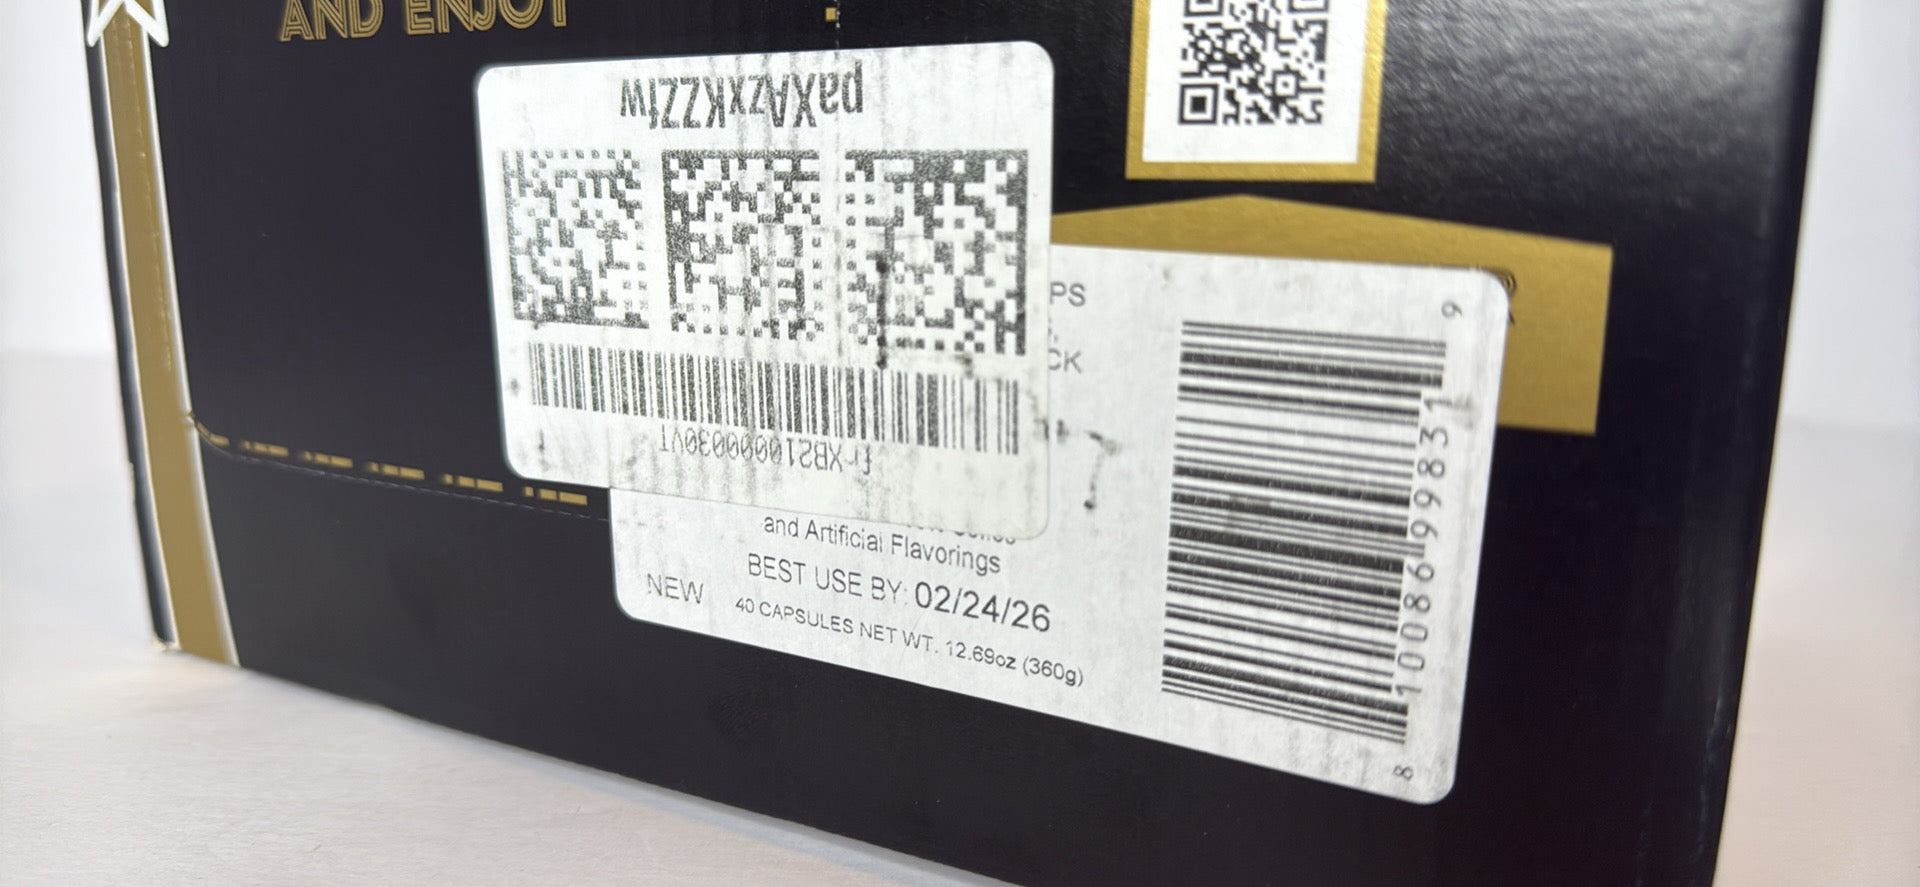 AND ENJOY
paXAzxKZZfw
frXB21000030VT
PS
CK
and Artificial Flavorings
BEST USE BY: 02/24/26
NEW
40 CAPSULES NET WT. 12.69oz (360g)
8 10086 99831 9